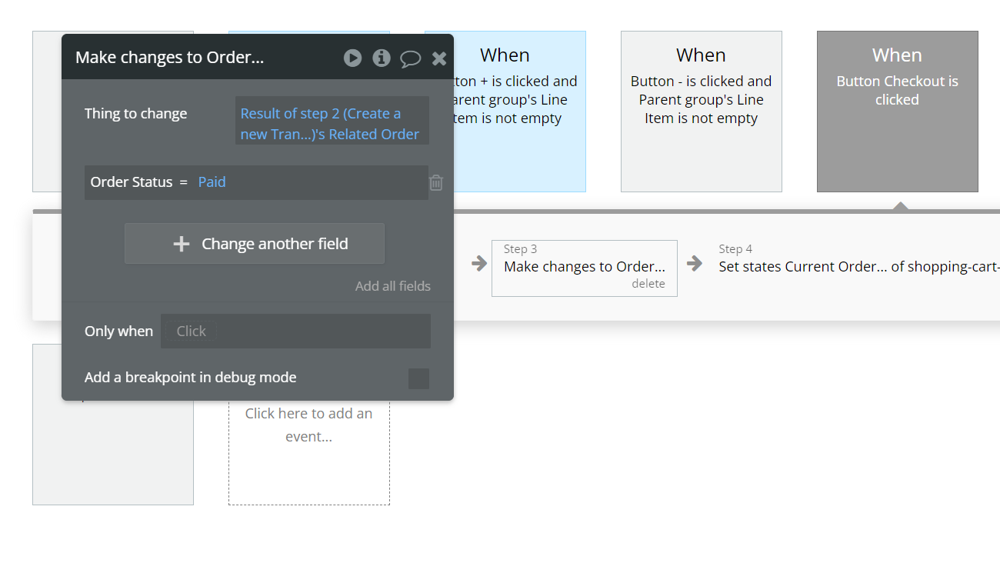 Make changes to Order...
Thing to change
Result of step 2 (Create a
new Tran...)'s Related Order
Order Status = Paid
Change another field
Add all fields
Only when
Click
Add a breakpoint in debug mode
When
+ is clicked and
group's Line
is not empty
When
Button - is clicked and
Parent group's Line
Item is not empty
When
Button Checkout is
clicked
Step 3
Make changes to Order...
delete
Step 4
Set states Current Order... of shopping-cart-
Click here to add an
event...